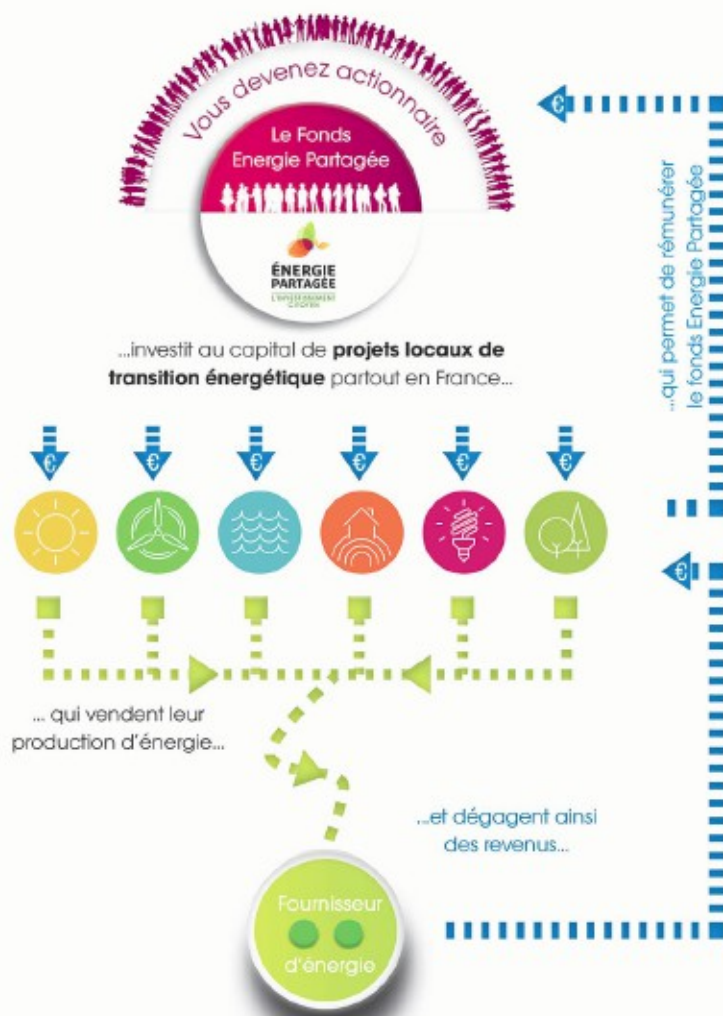 Vous devenez actionnaire
Le Fonds
Energie Partagée
ÉNERGIE
PARTAGÉE
L'INVESTISSEMENT
CITOYEN
...investit au capital de projets locaux de
transition énergétique partout en France...
€ € € € € €
€
...qui permet de rémunérer
le fonds Energie Partagée
€
... qui vendent leur
production d'énergie...
...et dégagent ainsi
des revenus...
Fournisseur
d'énergie